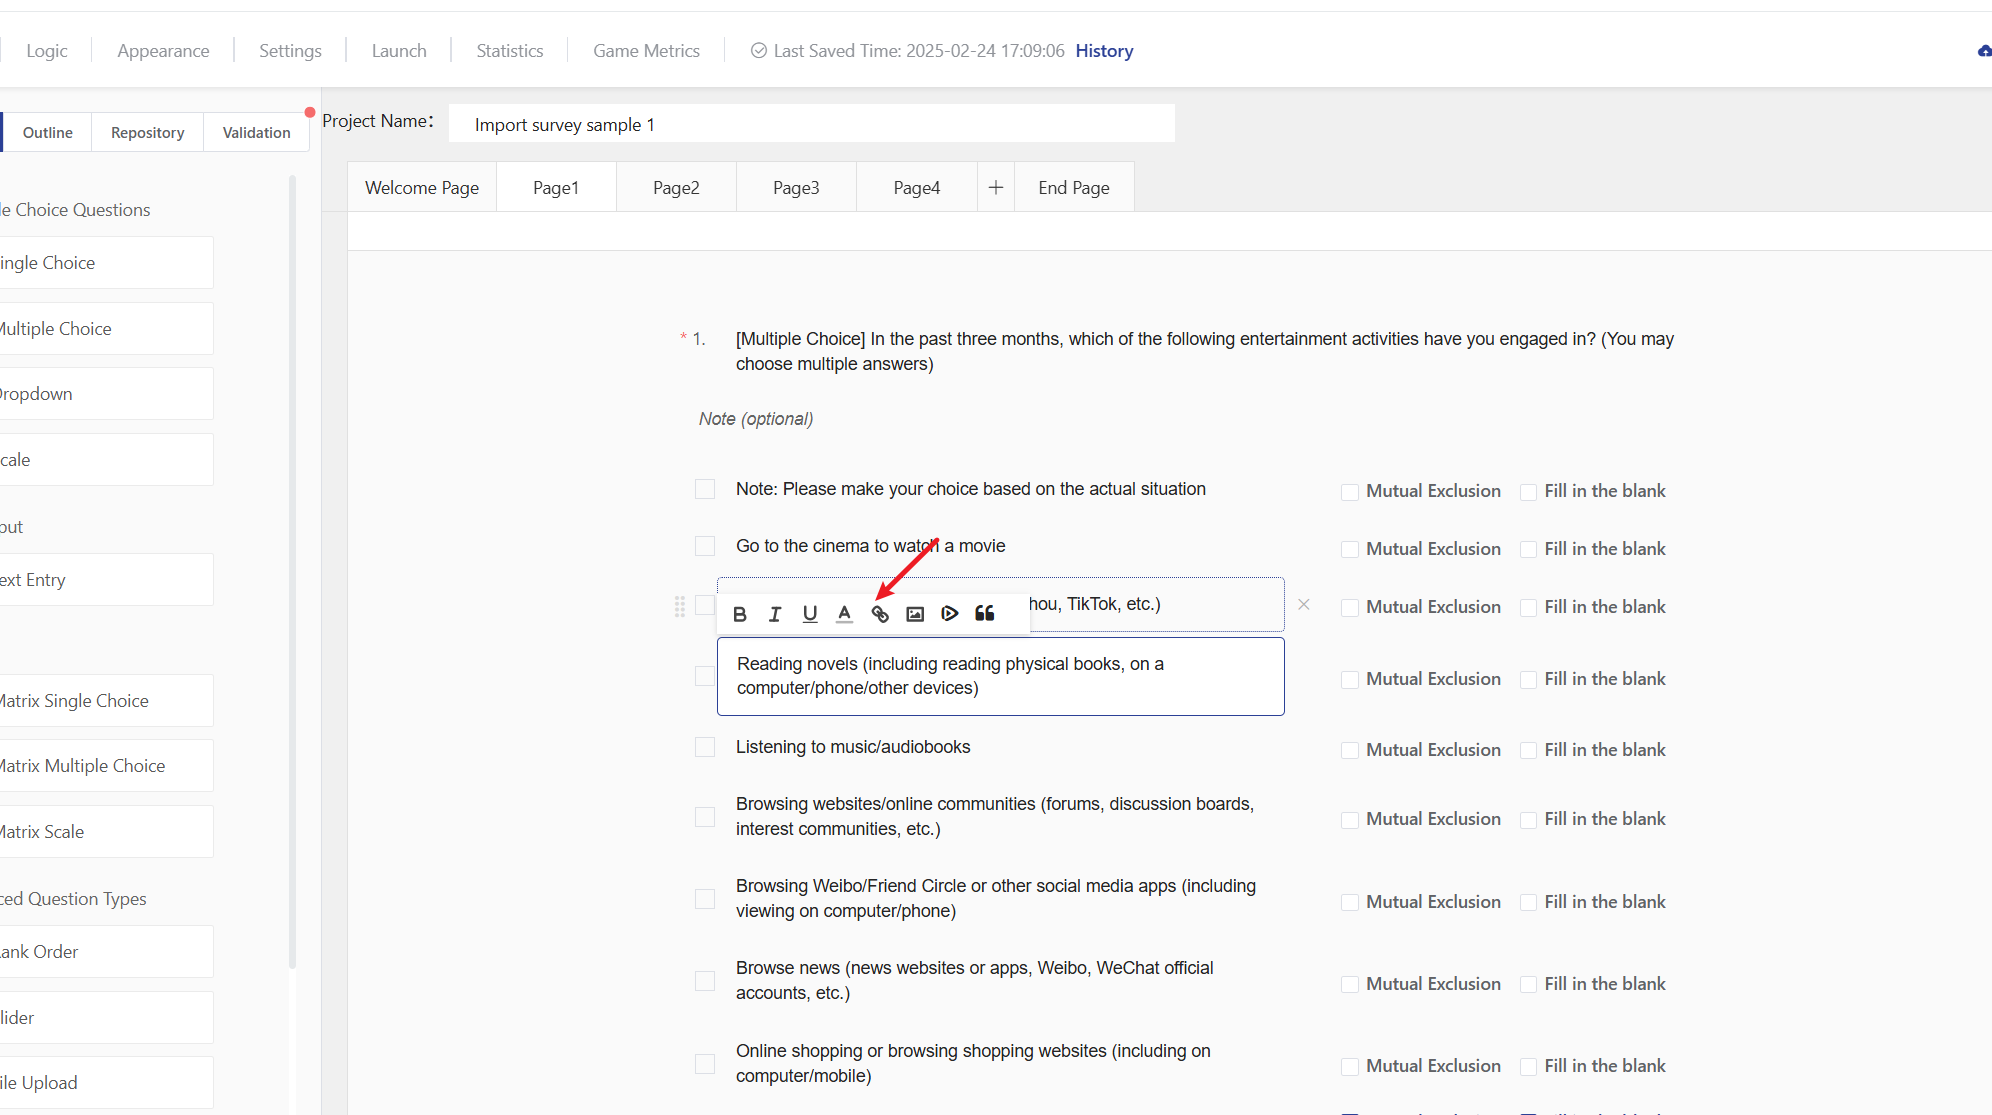 Logic
Appearance
Settings
Launch
Statistics
Game Metrics
Last Saved Time: 2025-02-24 17:09:06 History
Outline
Repository
Validation
Project Name:
Import survey sample 1
Welcome Page
Page1
Page2
Page3
Page4
+
End Page
le Choice Questions
ingle Choice
Multiple Choice
Dropdown
cale
put
ext Entry
Matrix Single Choice
Matrix Multiple Choice
Matrix Scale
ced Question Types
ank Order
lider
ile Upload
* 1. [Multiple Choice] In the past three months, which of the following entertainment activities have you engaged in? (You may
choose multiple answers)
Note (optional)
Note: Please make your choice based on the actual situation Mutual Exclusion Fill in the blank
Go to the cinema to watch a movie Mutual Exclusion Fill in the blank
hou, TikTok, etc.) Mutual Exclusion Fill in the blank
B I U A
Reading novels (including reading physical books, on a
computer/phone/other devices) Mutual Exclusion Fill in the blank
Listening to music/audiobooks Mutual Exclusion Fill in the blank
Browsing websites/online communities (forums, discussion boards,
interest communities, etc.) Mutual Exclusion Fill in the blank
Browsing Weibo/Friend Circle or other social media apps (including
viewing on computer/phone) Mutual Exclusion Fill in the blank
Browse news (news websites or apps, Weibo, WeChat official
accounts, etc.) Mutual Exclusion Fill in the blank
Online shopping or browsing shopping websites (including on
computer/mobile) Mutual Exclusion Fill in the blank